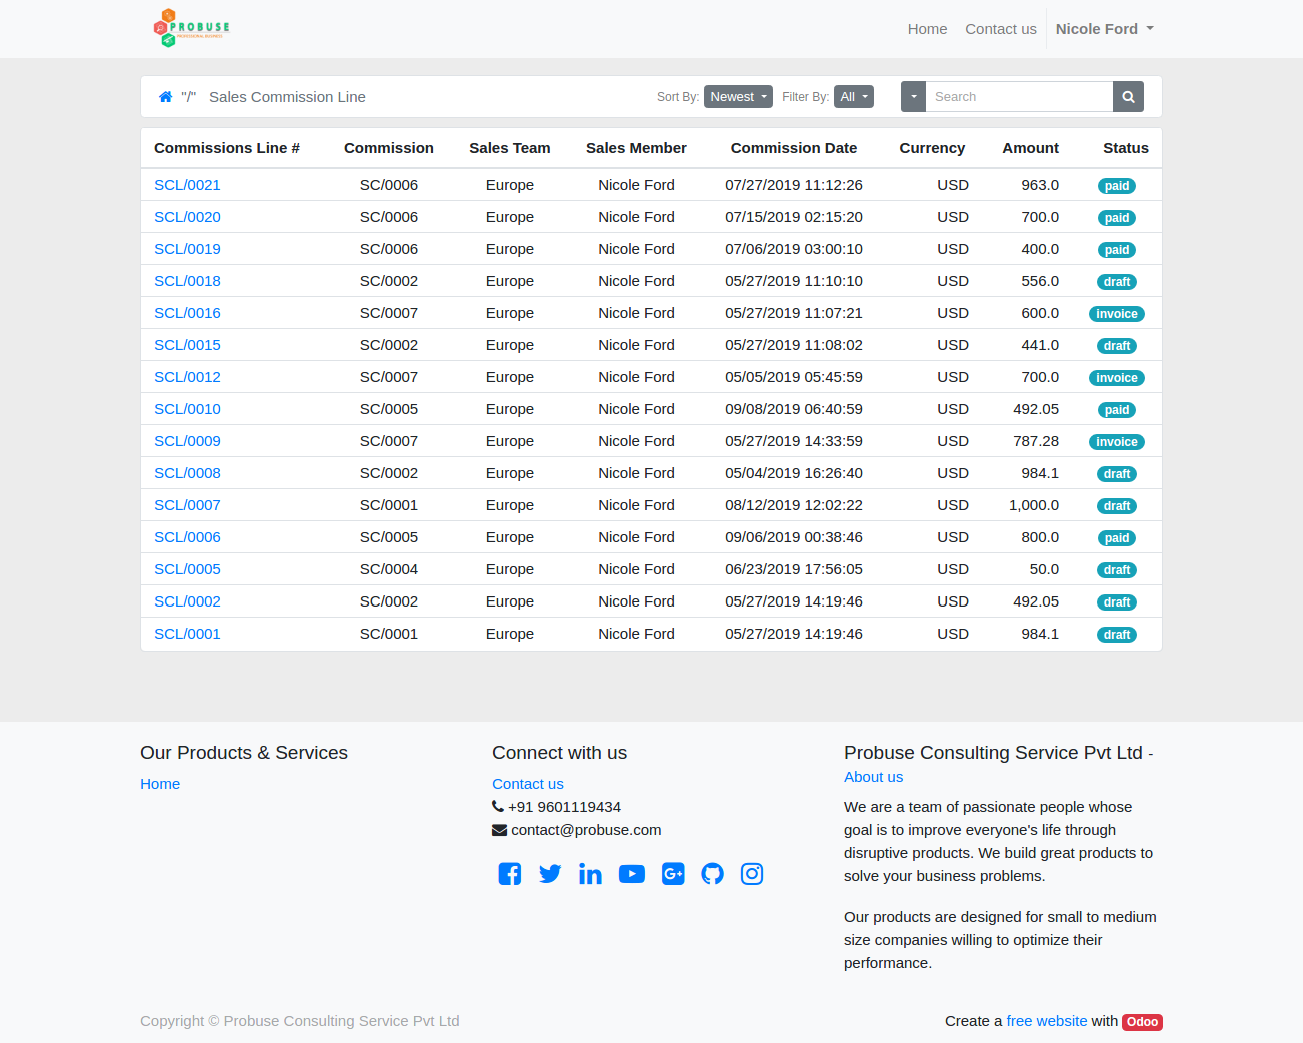 PROBUSE
PROFESSIONAL BUSINESS
Home Contact us Nicole Ford
"/" Sales Commission Line Sort By: Newest Filter By: All Search
Commissions Line # Commission Sales Team Sales Member Commission Date Currency Amount Status
SCL/0021 SC/0006 Europe Nicole Ford 07/27/2019 11:12:26 USD 963.0 paid
SCL/0020 SC/0006 Europe Nicole Ford 07/15/2019 02:15:20 USD 700.0 paid
SCL/0019 SC/0006 Europe Nicole Ford 07/06/2019 03:00:10 USD 400.0 paid
SCL/0018 SC/0002 Europe Nicole Ford 05/27/2019 11:10:10 USD 556.0 draft
SCL/0016 SC/0007 Europe Nicole Ford 05/27/2019 11:07:21 USD 600.0 invoice
SCL/0015 SC/0002 Europe Nicole Ford 05/27/2019 11:08:02 USD 441.0 draft
SCL/0012 SC/0007 Europe Nicole Ford 05/05/2019 05:45:59 USD 700.0 invoice
SCL/0010 SC/0005 Europe Nicole Ford 09/08/2019 06:40:59 USD 492.05 paid
SCL/0009 SC/0007 Europe Nicole Ford 05/27/2019 14:33:59 USD 787.28 invoice
SCL/0008 SC/0002 Europe Nicole Ford 05/04/2019 16:26:40 USD 984.1 draft
SCL/0007 SC/0001 Europe Nicole Ford 08/12/2019 12:02:22 USD 1,000.0 draft
SCL/0006 SC/0005 Europe Nicole Ford 09/06/2019 00:38:46 USD 800.0 paid
SCL/0005 SC/0004 Europe Nicole Ford 06/23/2019 17:56:05 USD 50.0 draft
SCL/0002 SC/0002 Europe Nicole Ford 05/27/2019 14:19:46 USD 492.05 draft
SCL/0001 SC/0001 Europe Nicole Ford 05/27/2019 14:19:46 USD 984.1 draft
Our Products & Services
Home
Connect with us
Contact us
+91 9601119434
contact@probuse.com
Probuse Consulting Service Pvt Ltd -
About us
We are a team of passionate people whose
goal is to improve everyone's life through
disruptive products. We build great products to
solve your business problems.
Our products are designed for small to medium
size companies willing to optimize their
performance.
Copyright © Probuse Consulting Service Pvt Ltd
Create a free website with Odoo